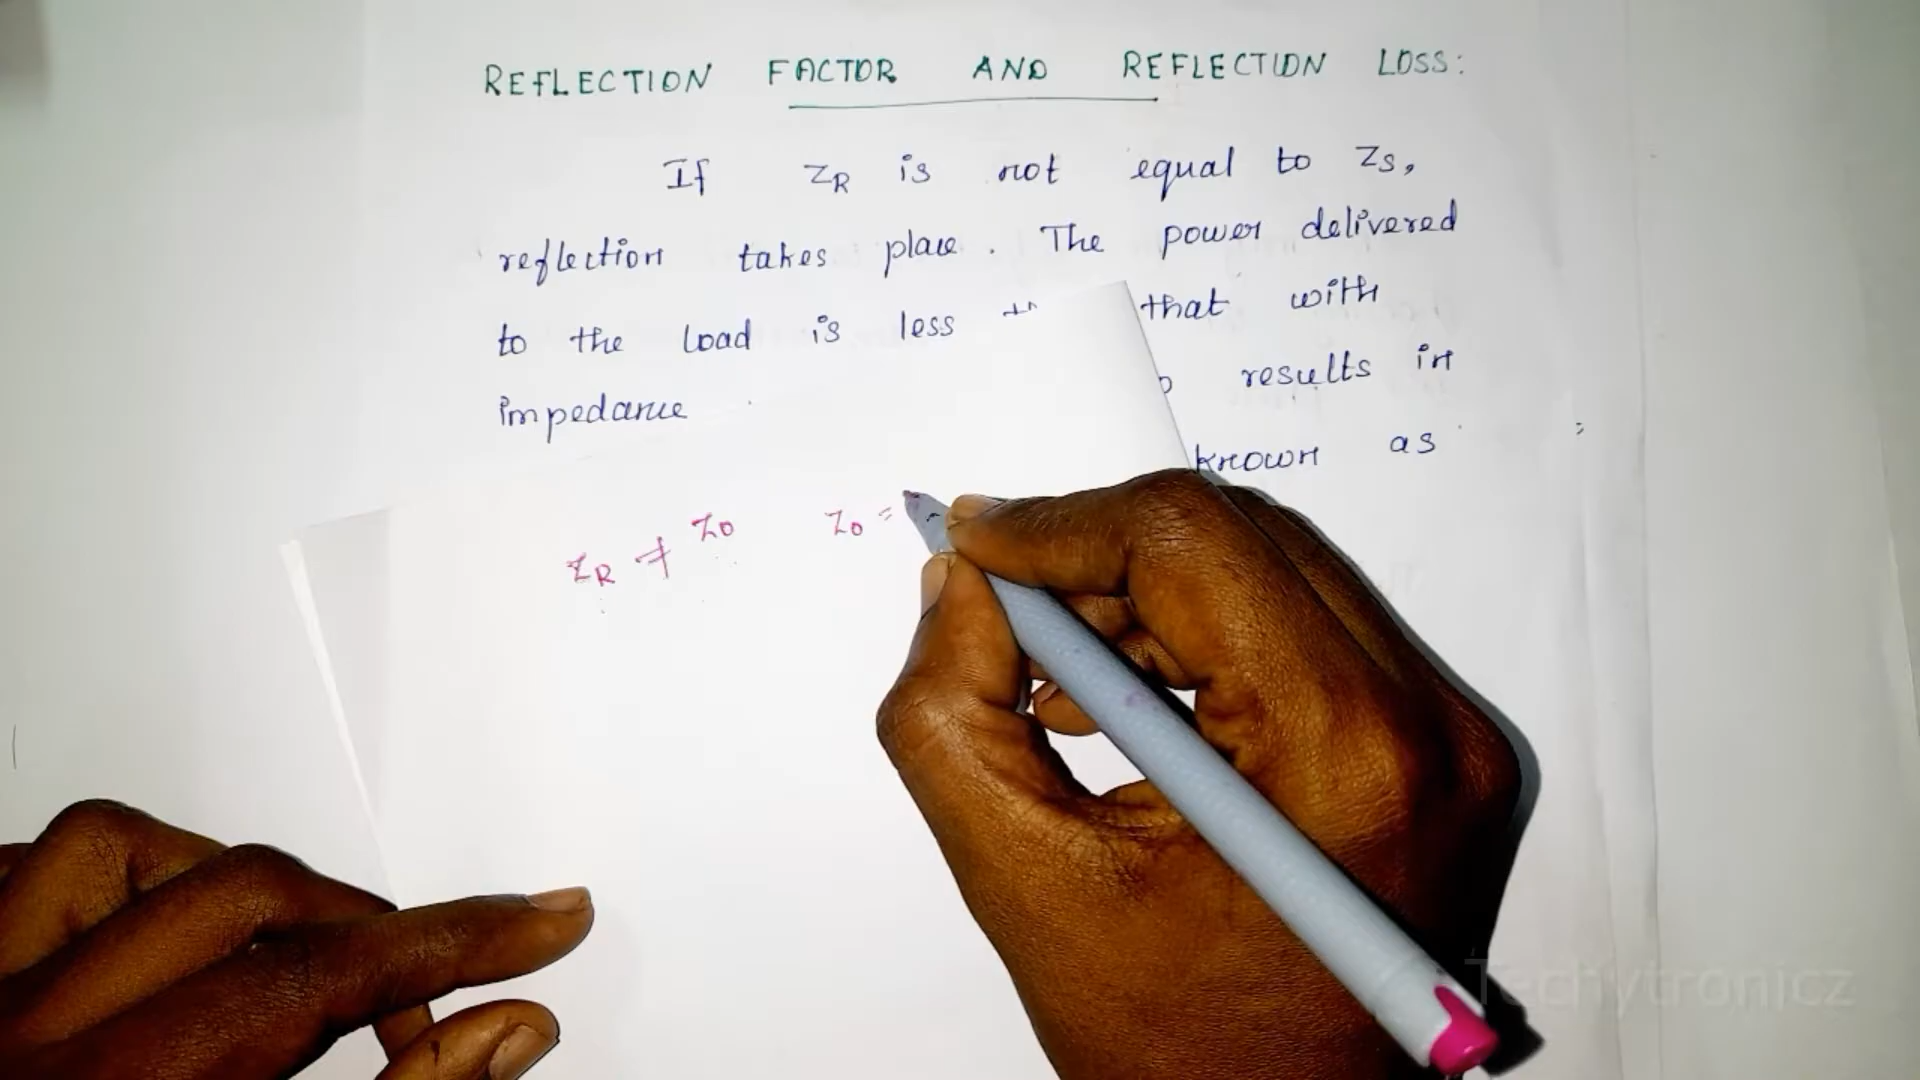 REFLECTION FACTOR AND REFLECTION LOSS:
If ZR is not equal to ZS,
reflection takes place. The power delivered
to the load is less that with
impedance results in
known as
ZR ≠ Z0 Z0 =
Techytronicz